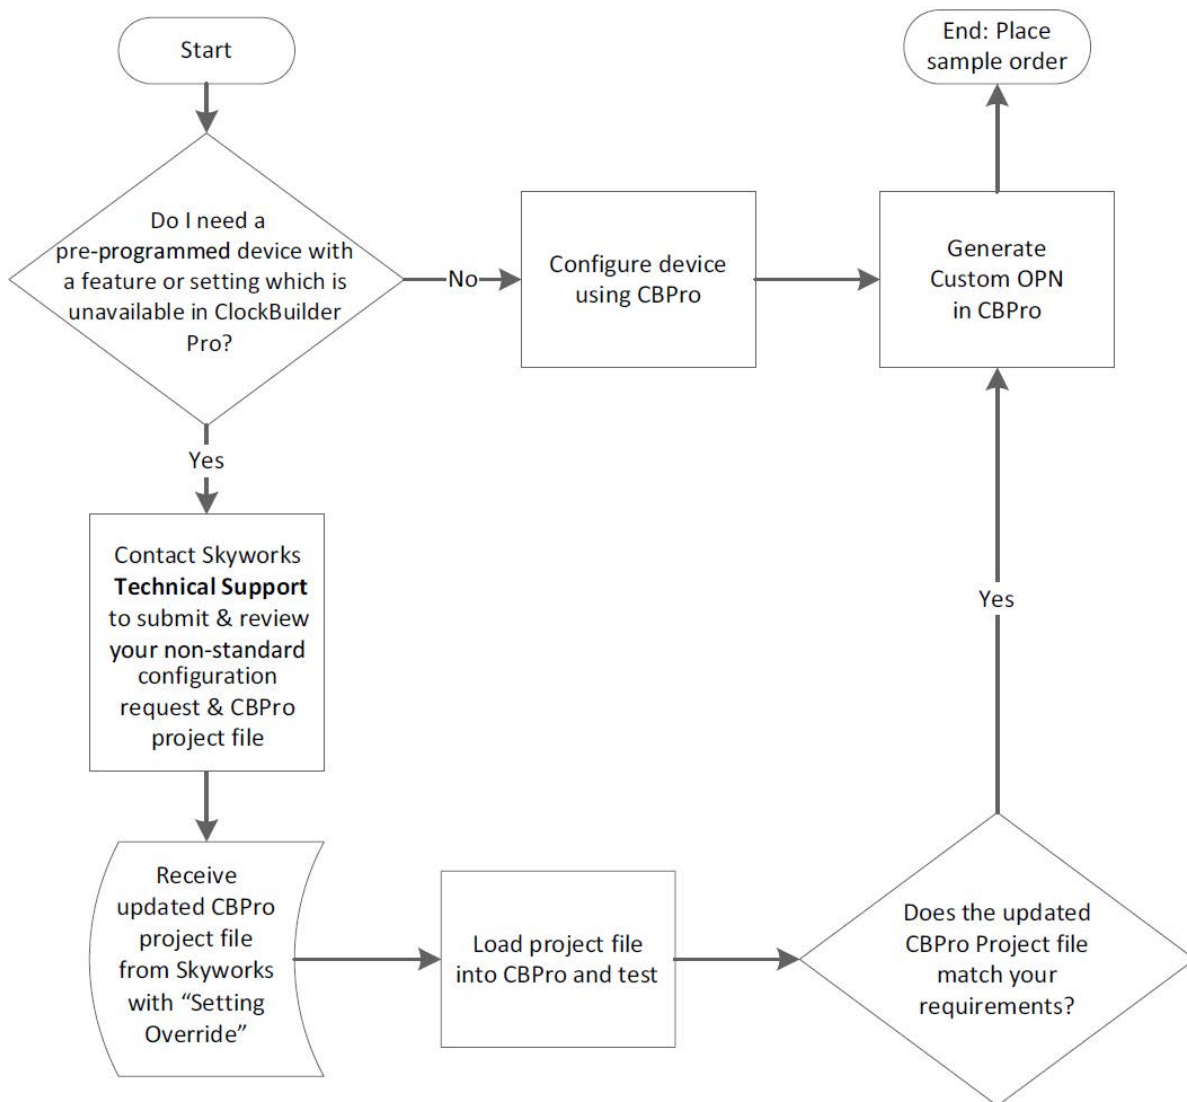 Start
Do I need a
pre-programmed device with
a feature or setting which is
unavailable in ClockBuilder
Pro?
No
Configure device
using CBPro
Generate
Custom OPN
in CBPro
End: Place
sample order
Yes
Contact Skyworks
Technical Support
to submit & review
your non-standard
configuration
request & CBPro
project file
Receive
updated CBPro
project file
from Skyworks
with “Setting
Override”
Load project file
into CBPro and test
Does the updated
CBPro Project file
match your
requirements?
Yes